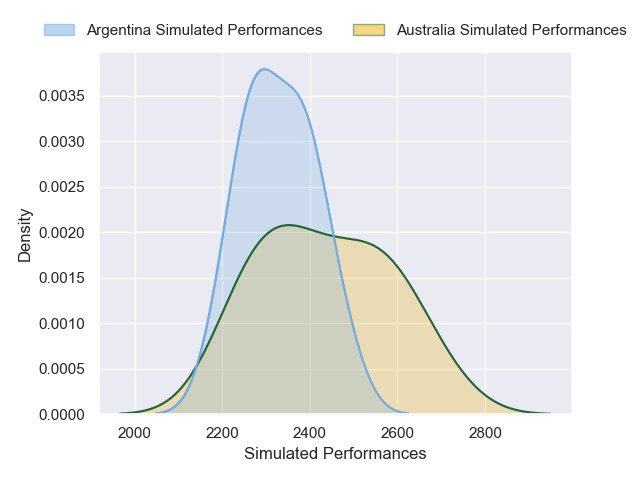 Argentina Simulated Performances Australia Simulated Performances
0.0035
0.0030
0.0025
0.0020
0.0015
0.0010
0.0005
0.0000
Density
2000 2200 2400 2600 2800
Simulated Performances